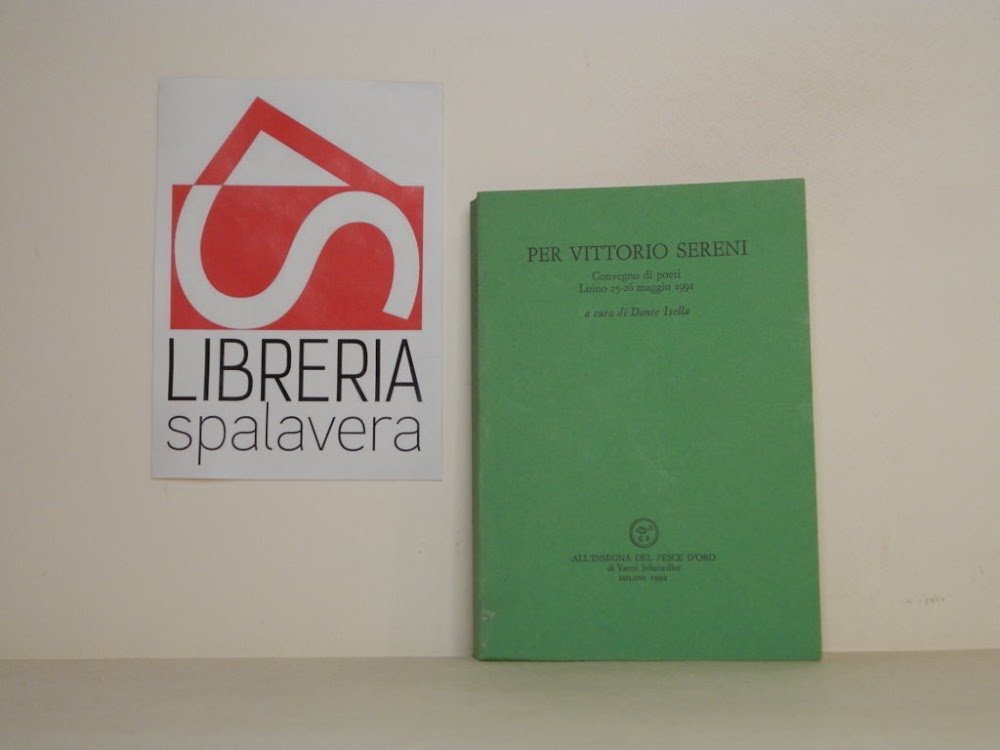 LIBRERIA
spalavera
PER VITTORIO SERENI
Convegno di poeti
Luino 25-26 maggio 1991
a cura di Dante Isella
ALL'INSEGNA DEL PESCE D'ORO
di Vanni Scheiwiller
MILANO 1992